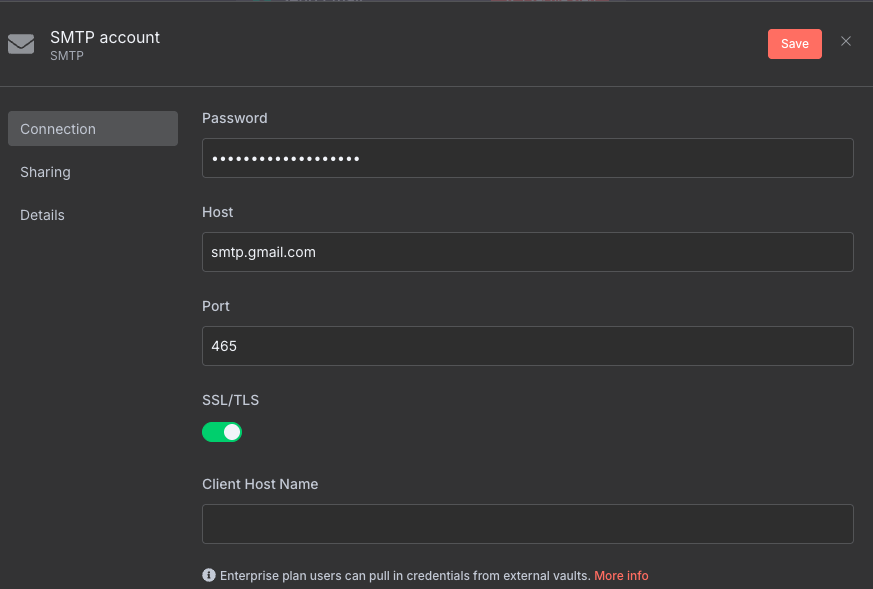 SMTP account
SMTP
Save
Connection
Sharing
Details
Password
•••••••••••••••••••
Host
smtp.gmail.com
Port
465
SSL/TLS
Client Host Name
Enterprise plan users can pull in credentials from external vaults. More info